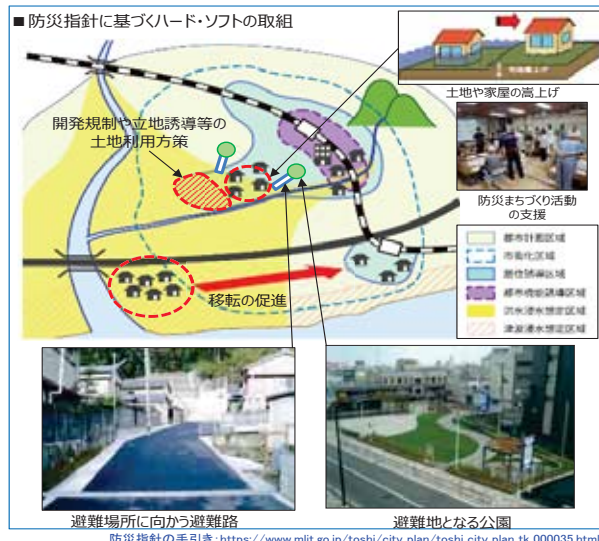 ■防災指針に基づくハード・ソフトの取組
土地や家屋の嵩上げ
開発規制や立地誘導等の
土地利用方策
防災まちづくり活動
の支援
都市計画区域
市街化区域
居住誘導区域
都市機能誘導区域
洪水浸水想定区域
津波浸水想定区域
移転の促進
避難場所に向かう避難路
避難地となる公園
防災指針の手引き:https://www.mlit.go.jp/toshi/city_plan/toshi_city_plan_tk_000035.html